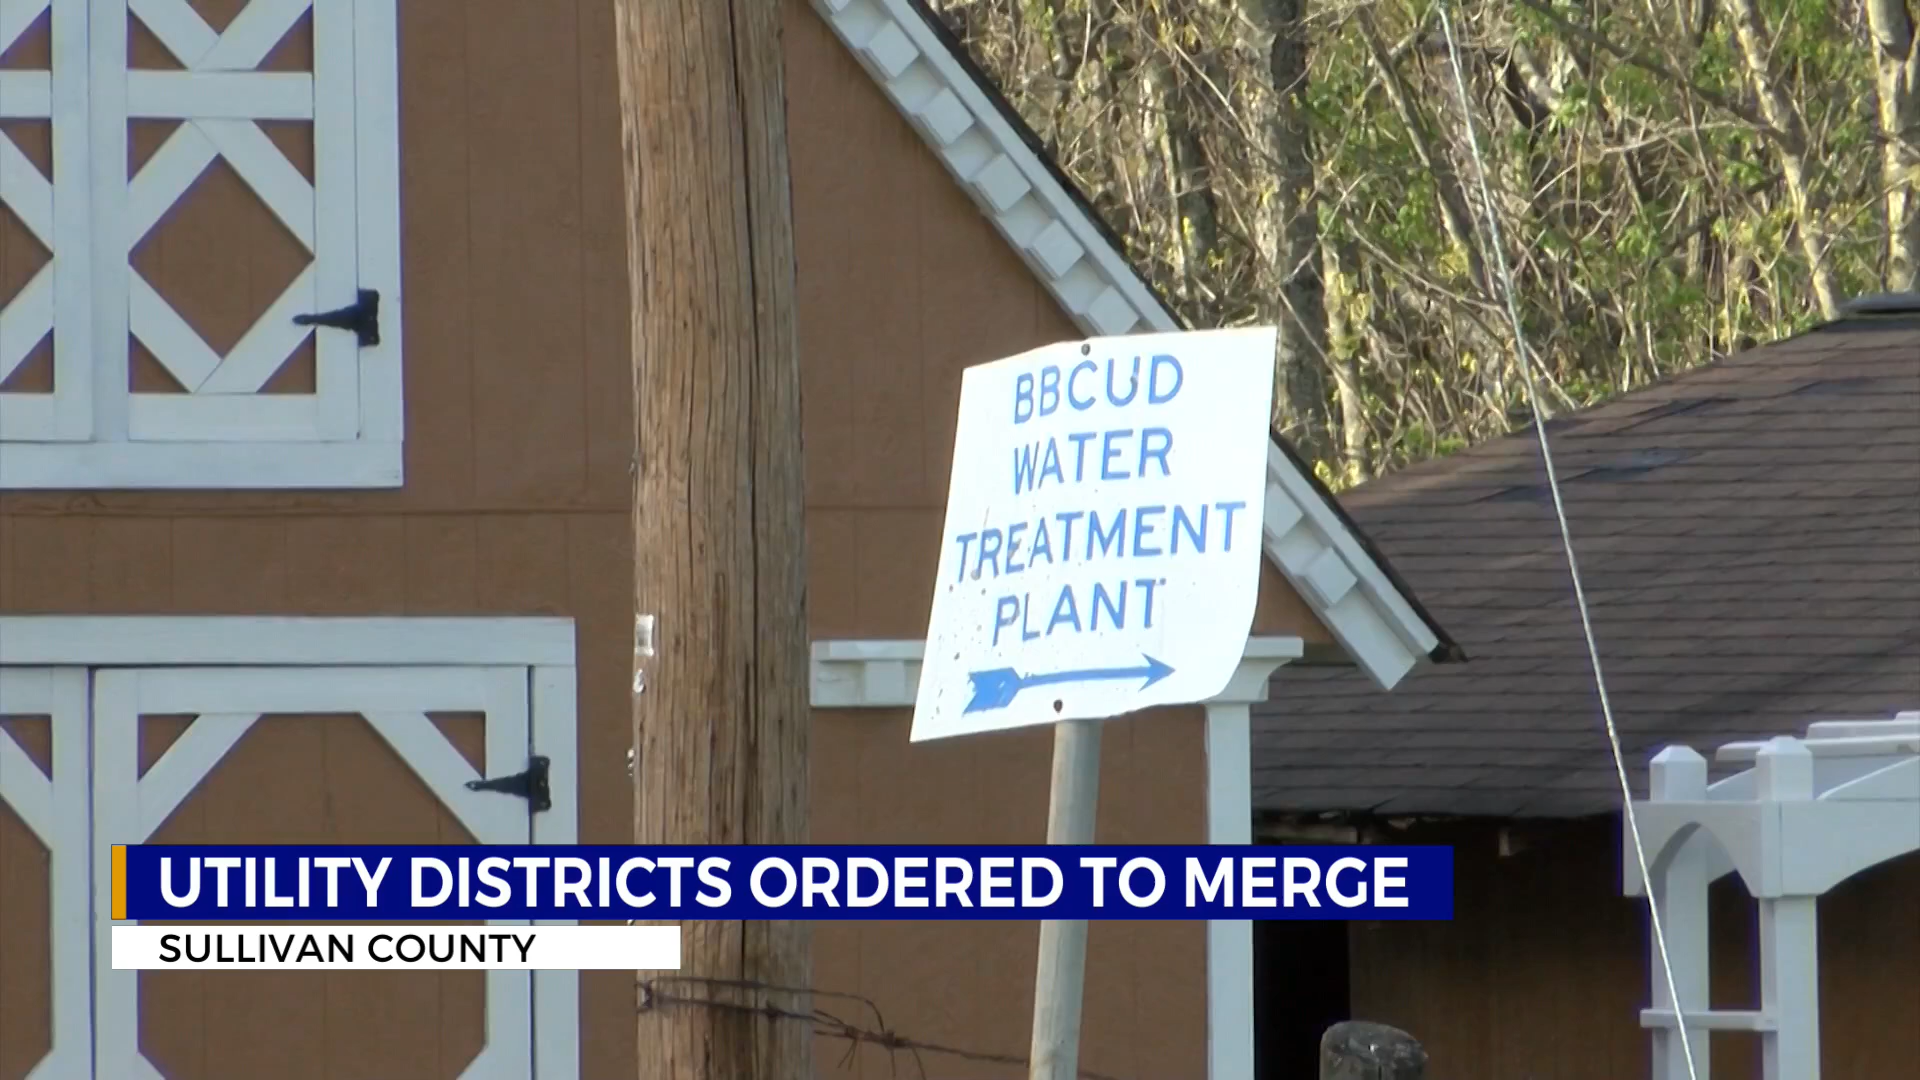 BBCUD
WATER
TREATMENT
PLANT
UTILITY DISTRICTS ORDERED TO MERGE
SULLIVAN COUNTY